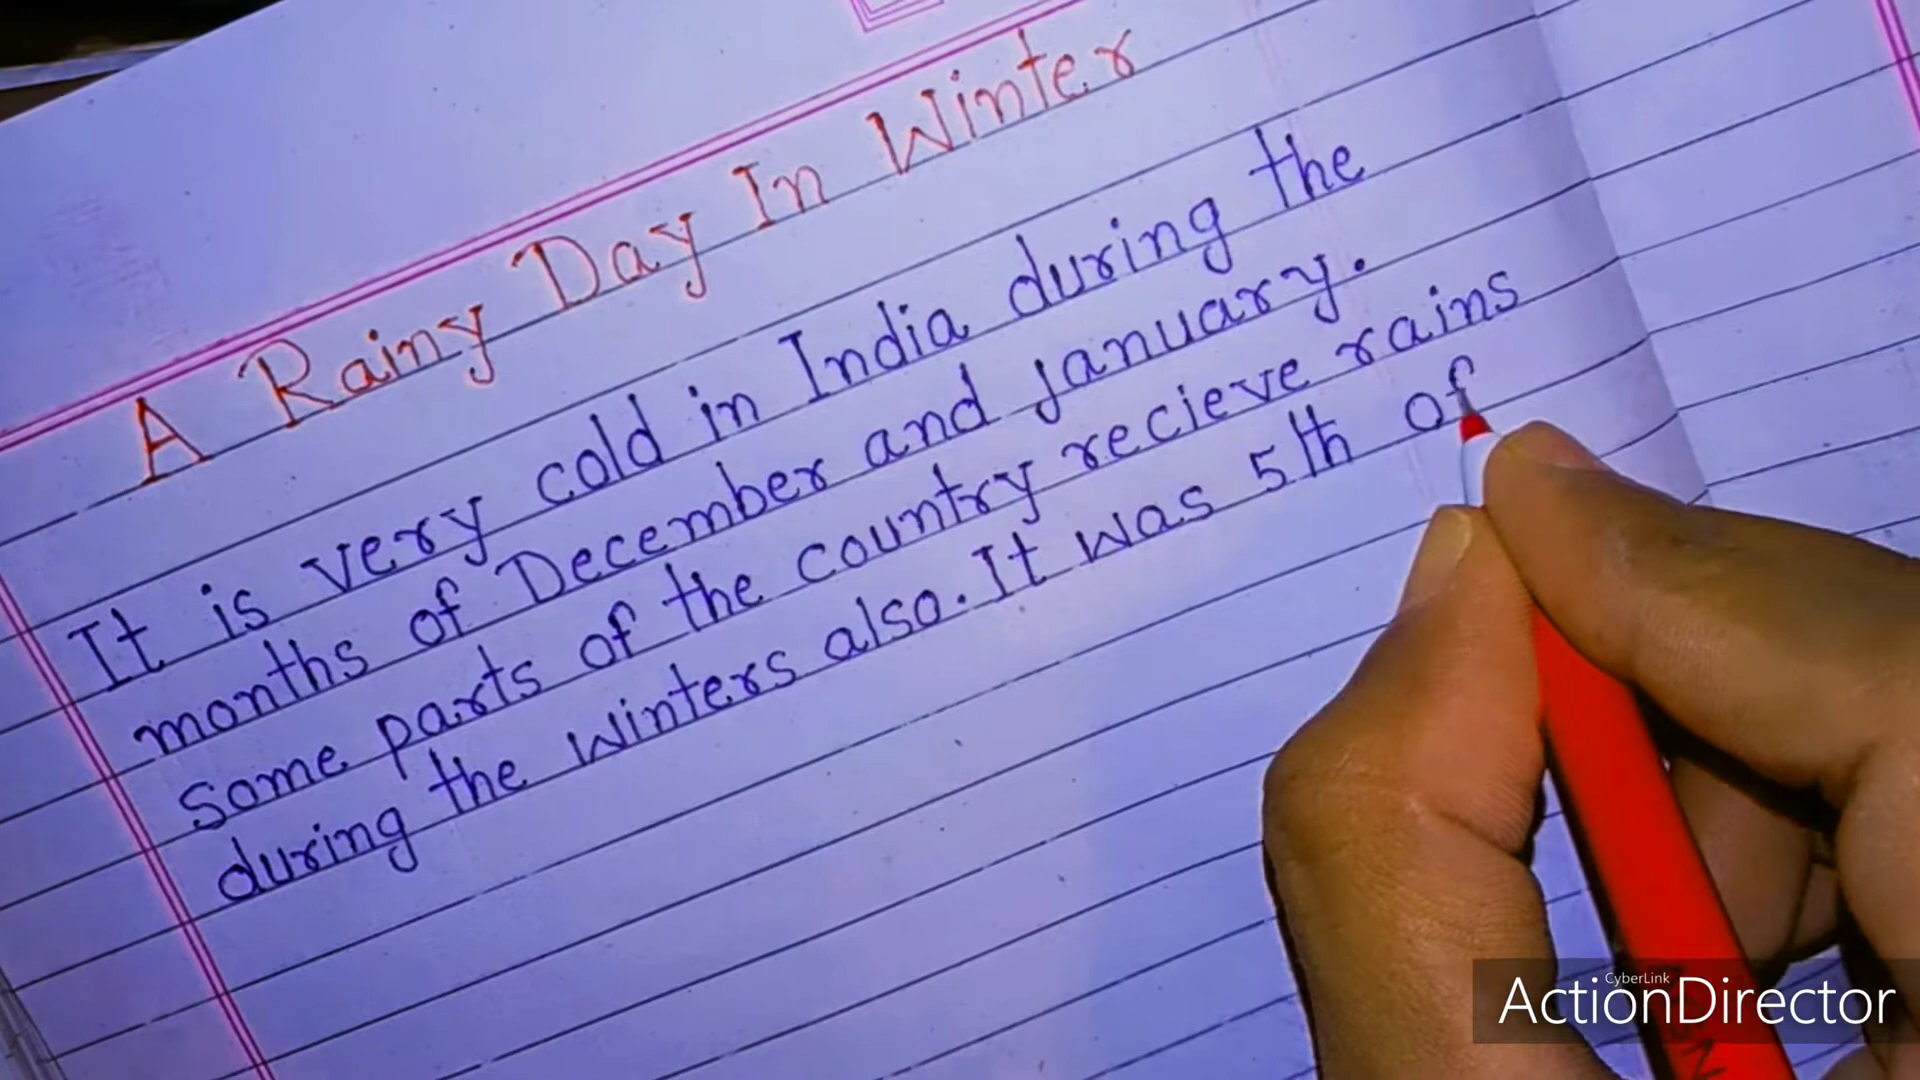 A Rainy Day In Winter
It is very cold in India during the
months of December and january.
Some parts of the country recieve rains
during the winters also. It was 5th of
CyberLink
ActionDirector